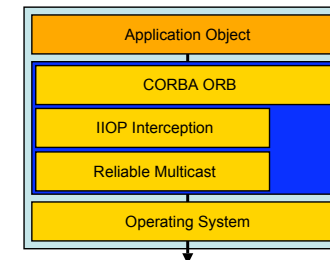 Application Object
CORBA ORB
IIOP Interception
Reliable Multicast
Operating System